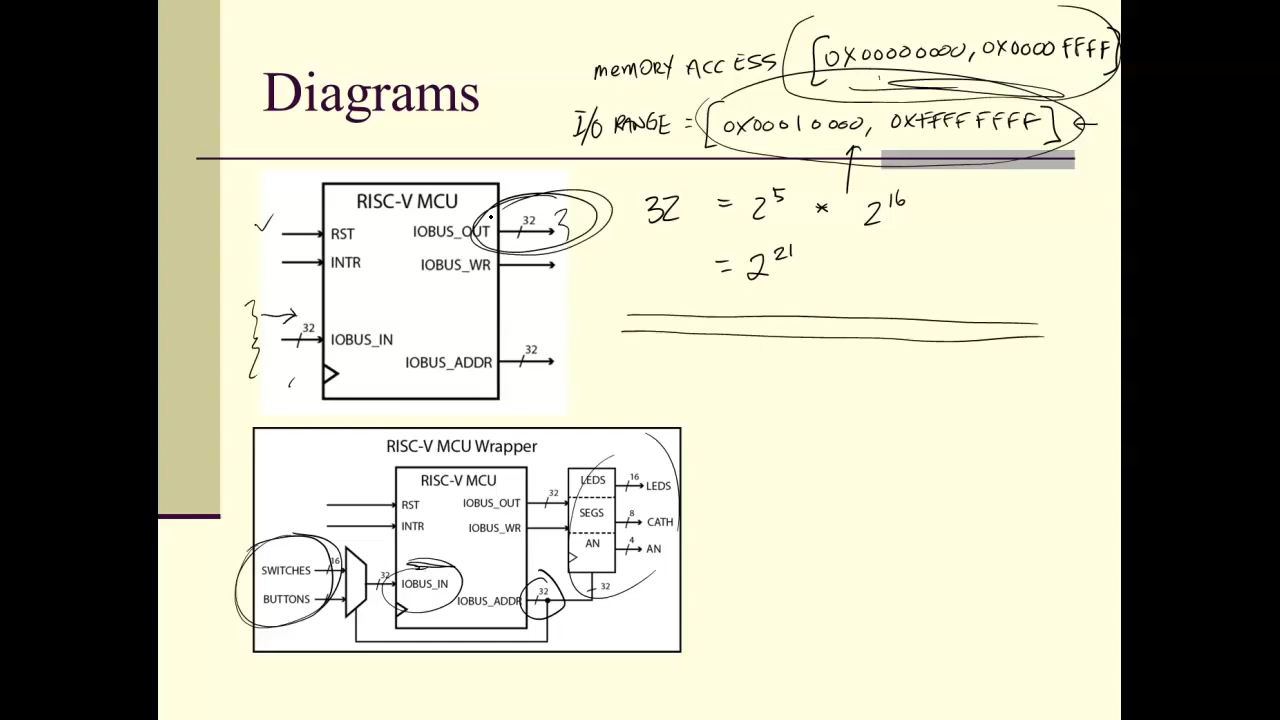 memory ACCESS [0X00000000, 0X0000FFFF]
Diagrams
I/O RANGE = [0X00010000, 0XFFFFFFFF]
RISC-V MCU
32 = 2^5 * 2^16
= 2^21
RST
IOBUS_OUT
32
INTR
IOBUS_WR
32
IOBUS_IN
IOBUS_ADDR
32
RISC-V MCU Wrapper
RISC-V MCU
LEDS
16
LEDS
RST
IOBUS_OUT
32
SEGS
8
CATH
INTR
IOBUS_WR
AN
4
AN
SWITCHES
16
32
IOBUS_IN
32
BUTTONS
IOBUS_ADDR
32